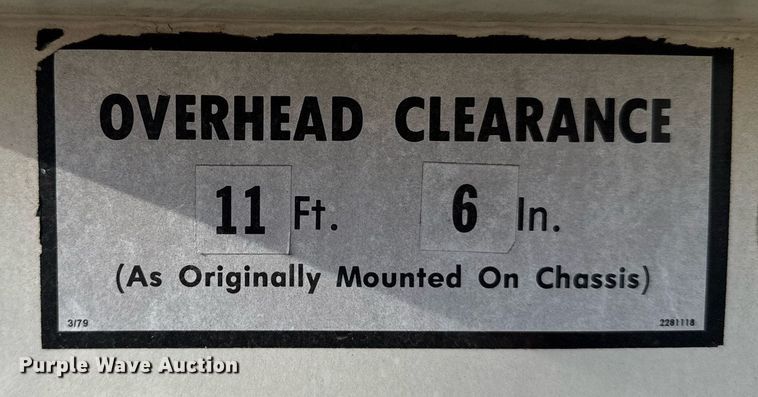 OVERHEAD CLEARANCE
11 Ft. 6 In.
(As Originally Mounted On Chassis)
3/79 2281118
Purple Wave Auction